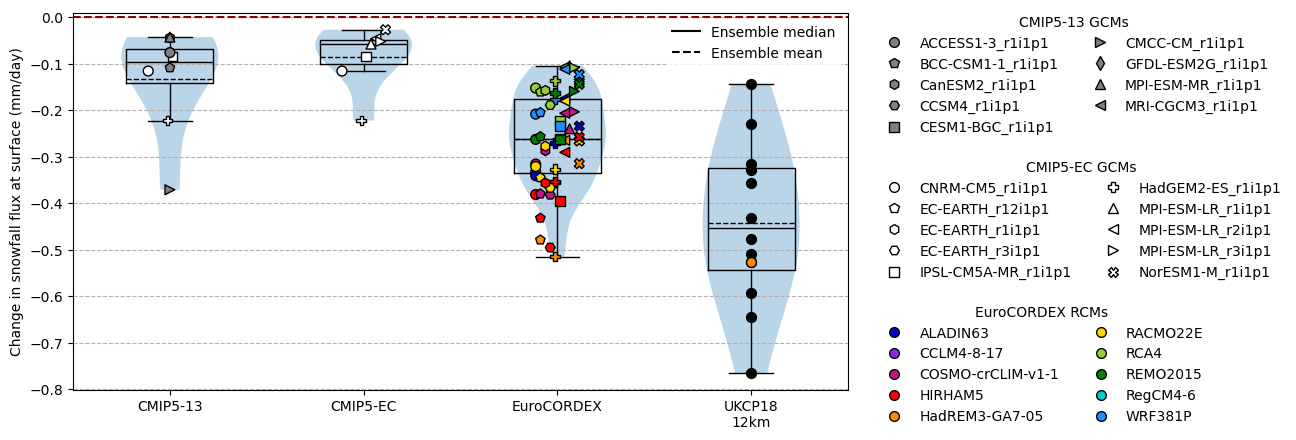 Change in snowfall flux at surface (mm/day)
0.0
−0.1
−0.2
−0.3
−0.4
−0.5
−0.6
−0.7
−0.8
CMIP5-13
CMIP5-EC
EuroCORDEX
UKCP18
12km
Ensemble median
Ensemble mean
CMIP5-13 GCMs
ACCESS1-3_r1i1p1
BCC-CSM1-1_r1i1p1
CanESM2_r1i1p1
CCSM4_r1i1p1
CESM1-BGC_r1i1p1
CMCC-CM_r1i1p1
GFDL-ESM2G_r1i1p1
MPI-ESM-MR_r1i1p1
MRI-CGCM3_r1i1p1
CMIP5-EC GCMs
CNRM-CM5_r1i1p1
EC-EARTH_r12i1p1
EC-EARTH_r1i1p1
EC-EARTH_r3i1p1
IPSL-CM5A-MR_r1i1p1
HadGEM2-ES_r1i1p1
MPI-ESM-LR_r1i1p1
MPI-ESM-LR_r2i1p1
MPI-ESM-LR_r3i1p1
NorESM1-M_r1i1p1
EuroCORDEX RCMs
ALADIN63
CCLM4-8-17
COSMO-crCLIM-v1-1
HIRHAM5
HadREM3-GA7-05
RACMO22E
RCA4
REMO2015
RegCM4-6
WRF381P